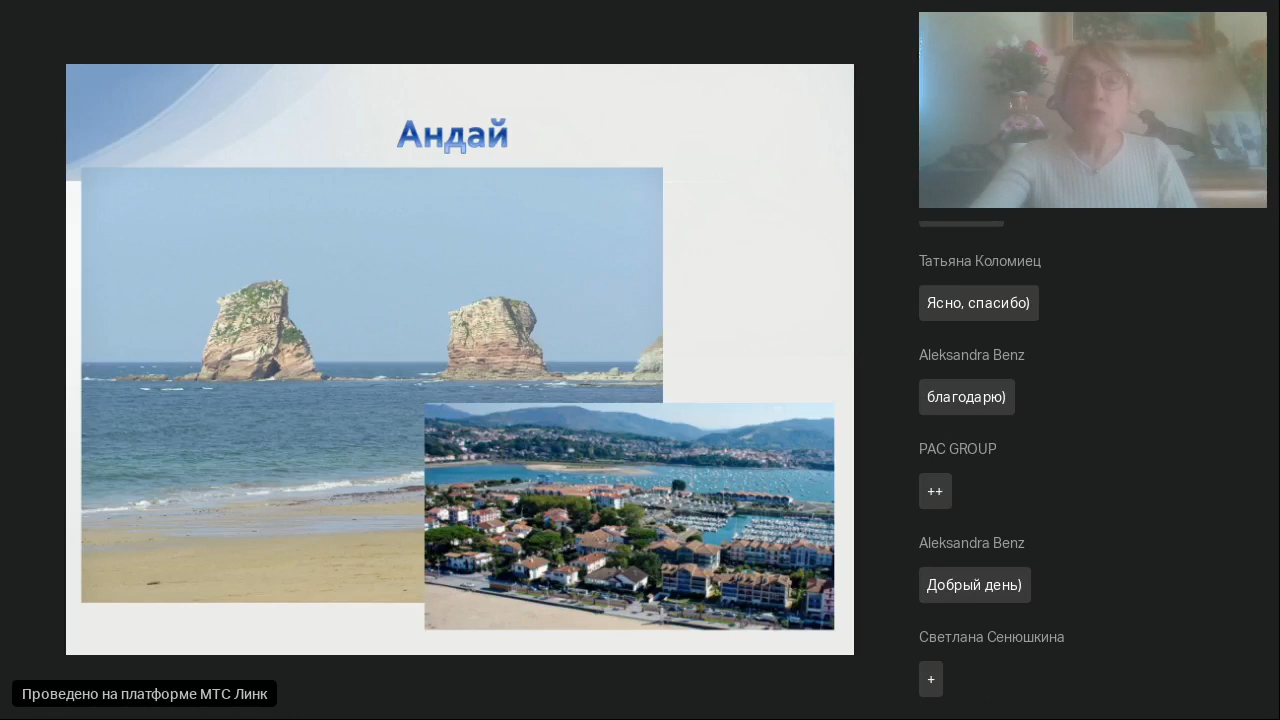 Андай
Татьяна Коломиец
Ясно, спасибо)
Aleksandra Benz
благодарю)
PAC GROUP
++
Aleksandra Benz
Добрый день)
Светлана Сенюшкина
+
Проведено на платформе МТС Линк